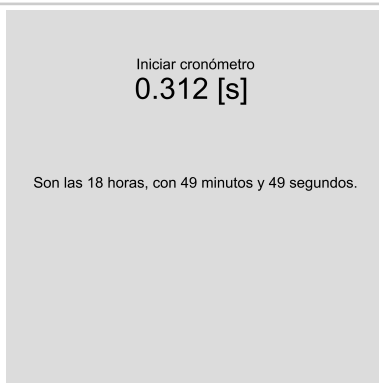 Iniciar cronómetro
0.312 [s]
Son las 18 horas, con 49 minutos y 49 segundos.